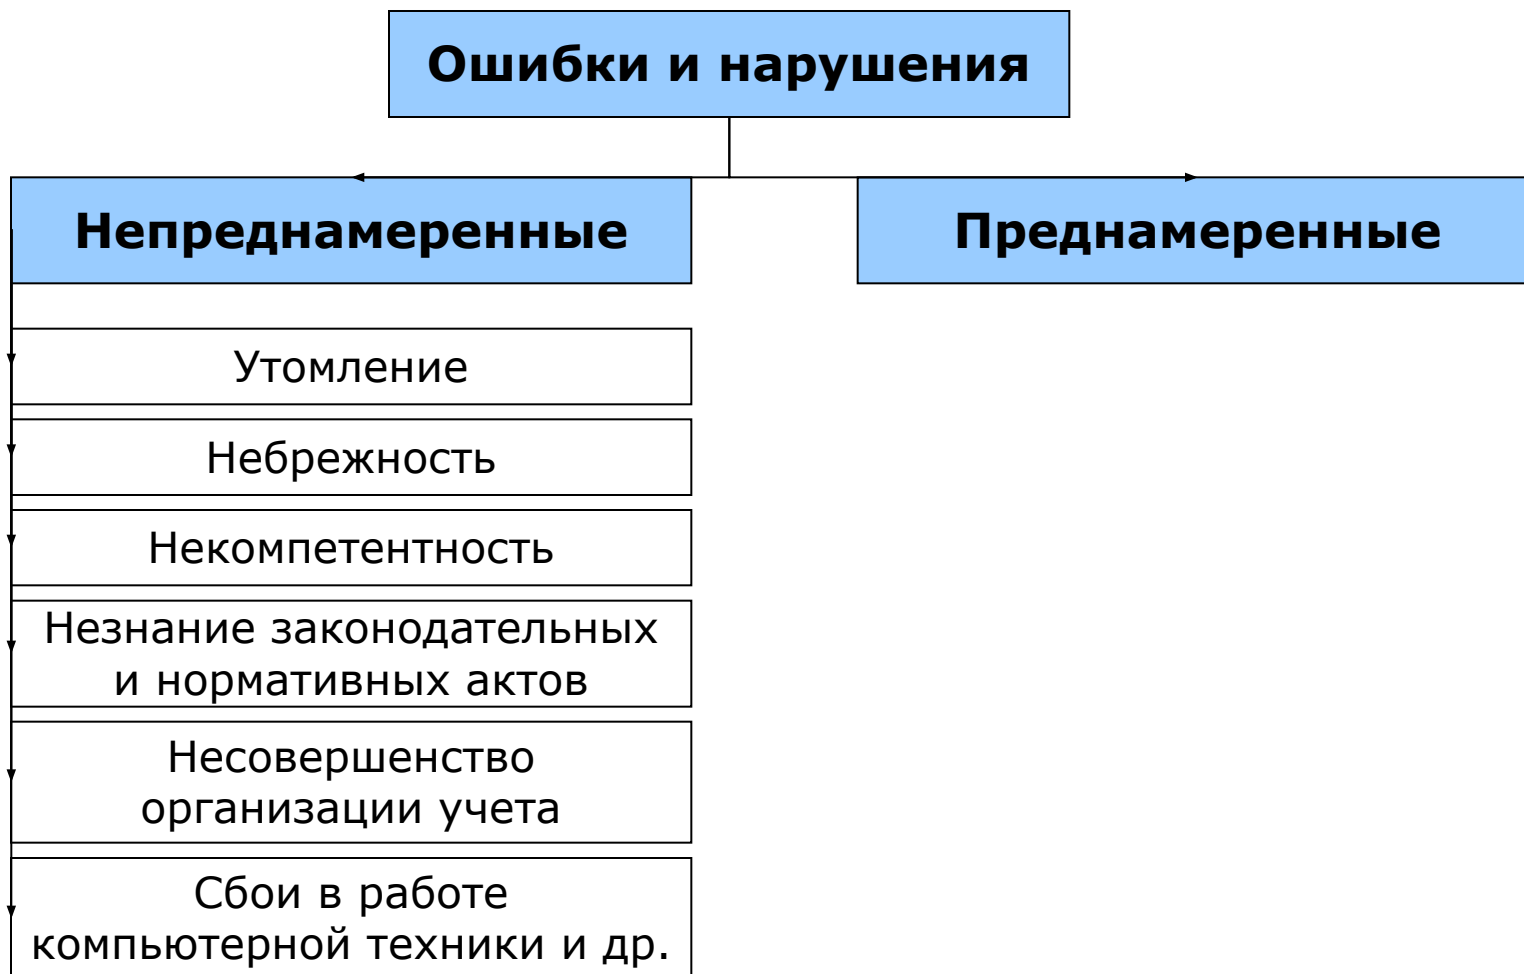 Ошибки и нарушения
Непреднамеренные
Преднамеренные
Утомление
Небрежность
Некомпетентность
Незнание законодательных
и нормативных актов
Несовершенство
организации учета
Сбои в работе
компьютерной техники и др.